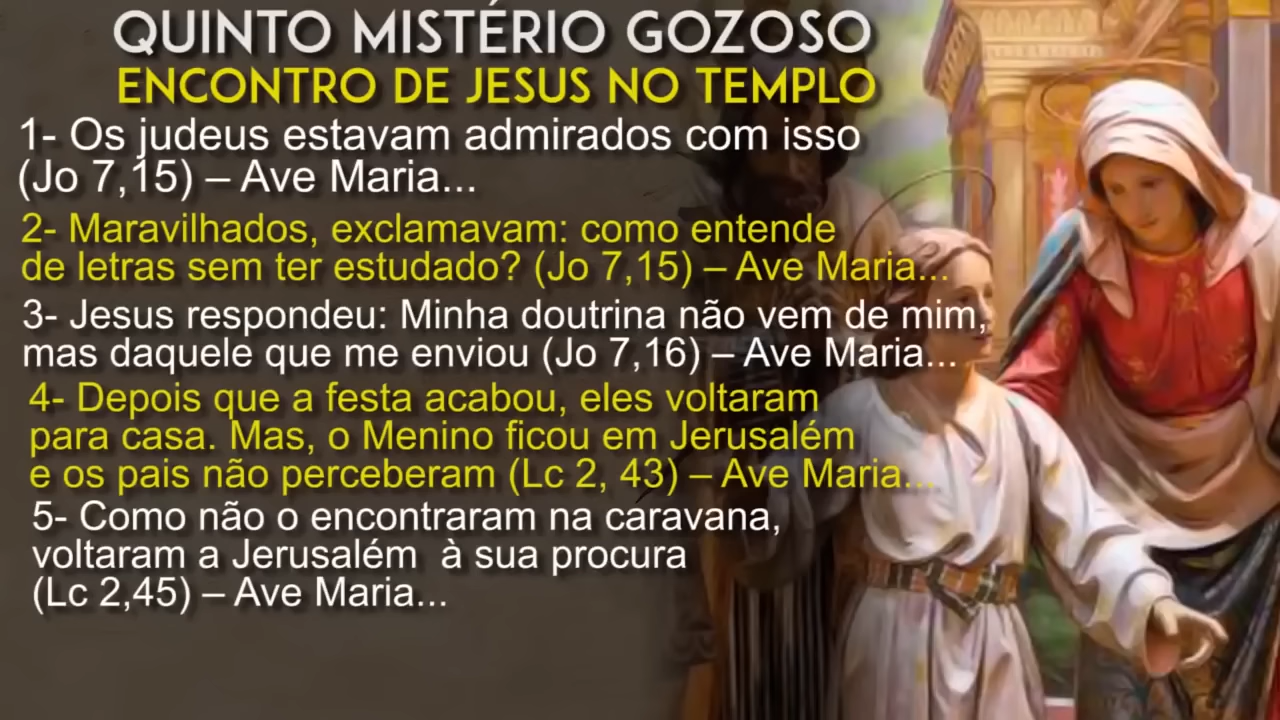 QUINTO MISTÉRIO GOZOSO
ENCONTRO DE JESUS NO TEMPLO
1- Os judeus estavam admirados com isso
(Jo 7,15) – Ave Maria...
2- Maravilhados, exclamavam: como entende
de letras sem ter estudado? (Jo 7,15) – Ave Maria...
3- Jesus respondeu: Minha doutrina não vem de mim,
mas daquele que me enviou (Jo 7,16) – Ave Maria...
4- Depois que a festa acabou, eles voltaram
para casa. Mas, o Menino ficou em Jerusalém
e os pais não perceberam (Lc 2, 43) – Ave Maria...
5- Como não o encontraram na caravana,
voltaram a Jerusalém  à sua procura
(Lc 2,45) – Ave Maria...